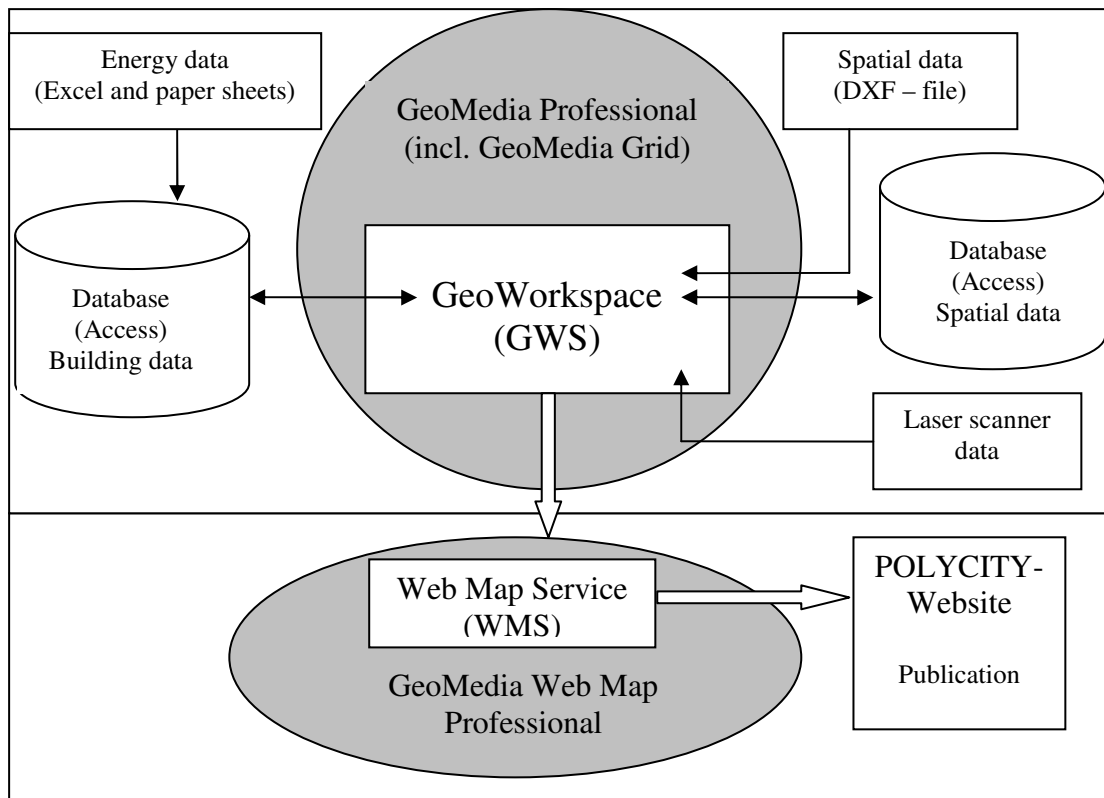 Energy data
(Excel and paper sheets)
GeoMedia Professional
(incl. GeoMedia Grid)
Spatial data
(DXF – file)
Database
(Access)
Building data
GeoWorkspace
(GWS)
Database
(Access)
Spatial data
Laser scanner
data
Web Map Service
(WMS)
GeoMedia Web Map
Professional
POLYCITY-
Website
Publication